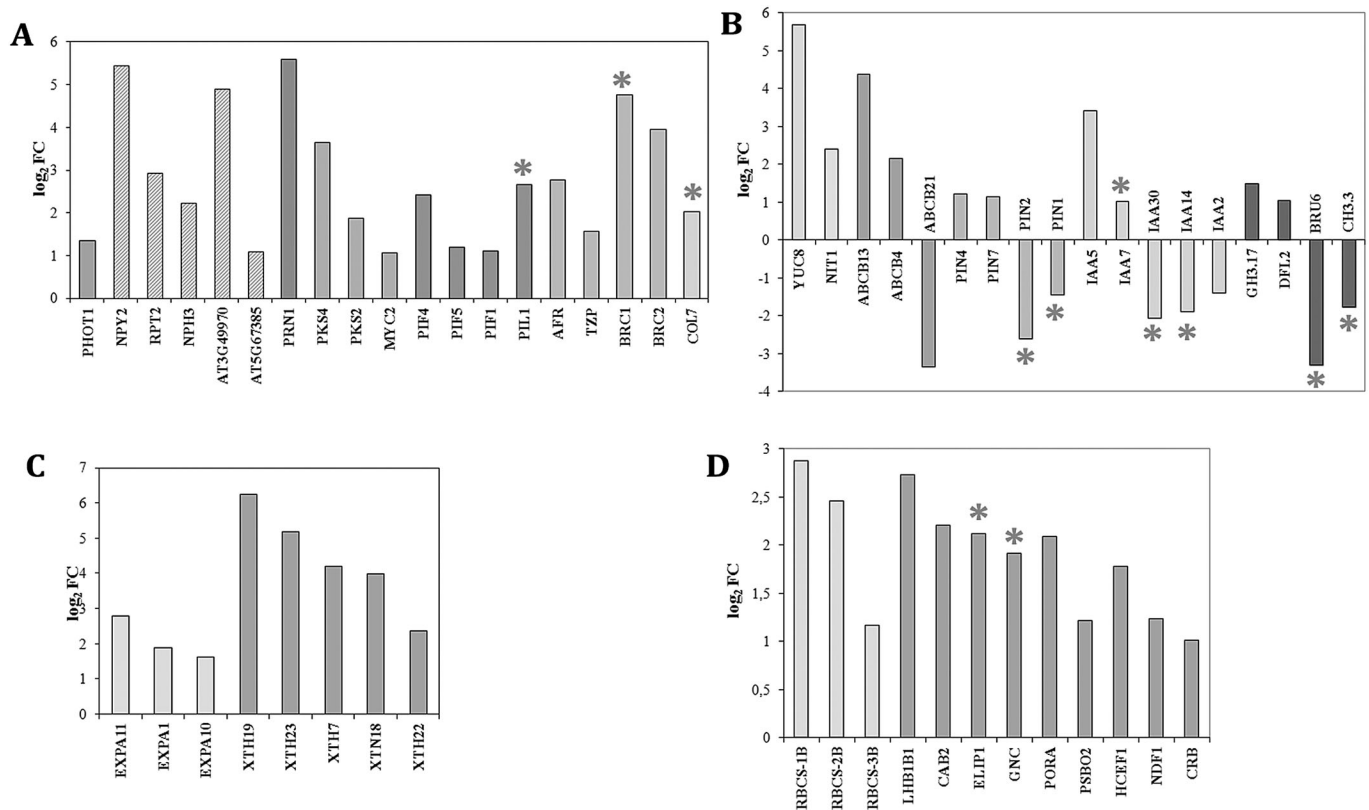 A
log2 FC
6
5
4
3
2
1
0
PHOT1
NPY2
RPT2
NPH3
AT3G49970
AT5G67385
PRN1
PKS4
PKS2
MYC2
PIF4
PIF5
PIF1
PIL1
*
AFR
TZP
BRC1
*
BRC2
COL7
*
B
log2 FC
6
5
4
3
2
1
0
-1
-2
-3
-4
YUC8
NIT1
ABCB13
ABCB4
ABCB21
PIN4
PIN7
PIN2
*
PIN1
*
IAA5
IAA7
*
IAA30
*
IAA14
*
IAA2
GH3.17
DFL2
BRU6
*
CH3.3
*
C
log2 FC
7
6
5
4
3
2
1
0
EXPA11
EXPA1
EXPA10
XTH19
XTH23
XTH7
XTN18
XTH22
D
log2 FC
3
2,5
2
1,5
1
0,5
0
RBCS-1B
RBCS-2B
RBCS-3B
LHB1B1
CAB2
ELIP1
*
GNC
*
PORA
PSBO2
HCEF1
NDF1
CRB